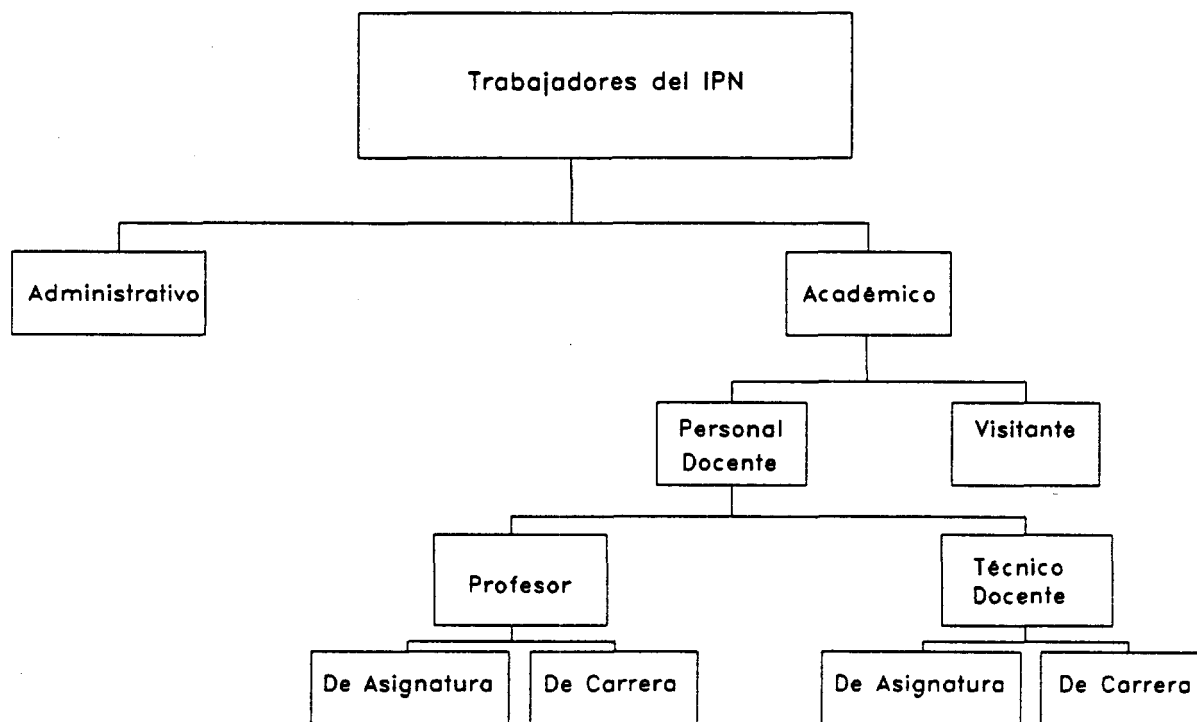 Trabajadores del IPN
Administrativo
Académico
Personal
Docente
Visitante
Profesor
Técnico
Docente
De Asignatura
De Carrera
De Asignatura
De Carrera